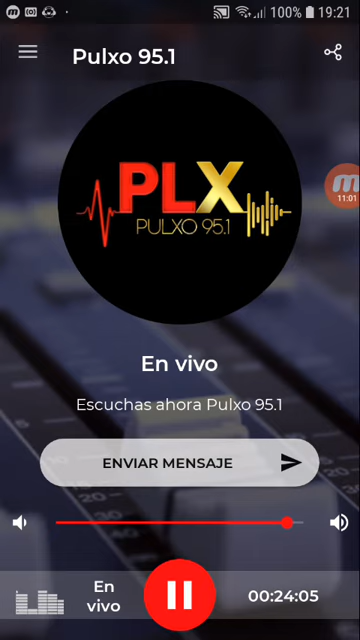 100% 19:21
Pulxo 95.1
PLX
PULXO 95.1
11:01
En vivo
Escuchas ahora Pulxo 95.1
ENVIAR MENSAJE
En
vivo
00:24:05